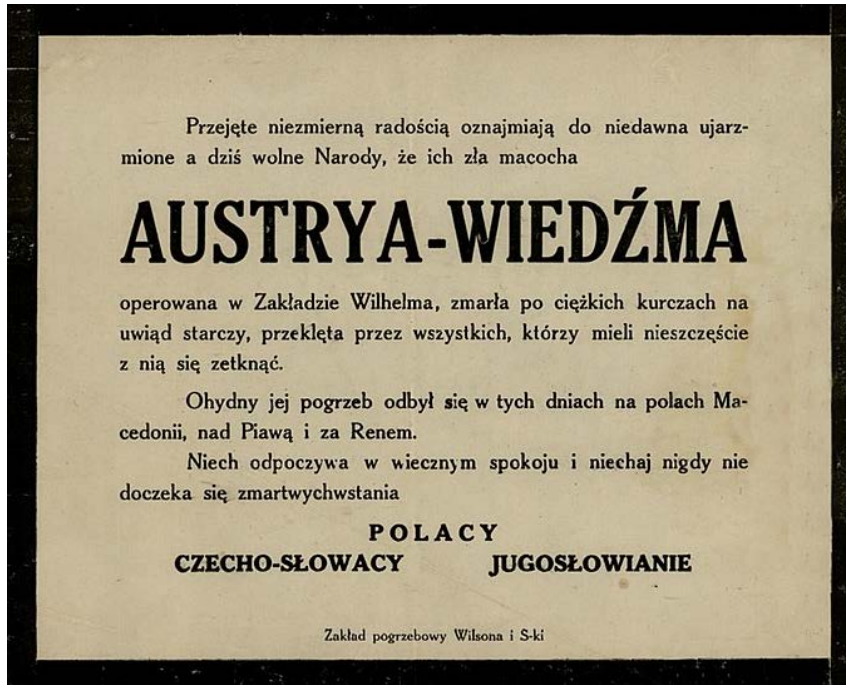 Przejęte niezmierną radością oznajmiają do niedawna ujarz-
mione a dziś wolne Narody, że ich zła macocha
AUSTRYA-WIEDŹMA
operowana w Zakładzie Wilhelma, zmarła po ciężkich kurczach na
uwiąd starczy, przeklęta przez wszystkich, którzy mieli nieszczęście
z nią się zetknąć.
Ohydny jej pogrzeb odbył się w tych dniach na polach Ma-
cedonii, nad Piawą i za Renem.
Niech odpoczywa w wiecznym spokoju i niechaj nigdy nie
doczeka się zmartwychwstania
POLACY
CZECHO-SŁOWACY JUGOSŁOWIANIE
Zakład pogrzebowy Wilsona i S-ki